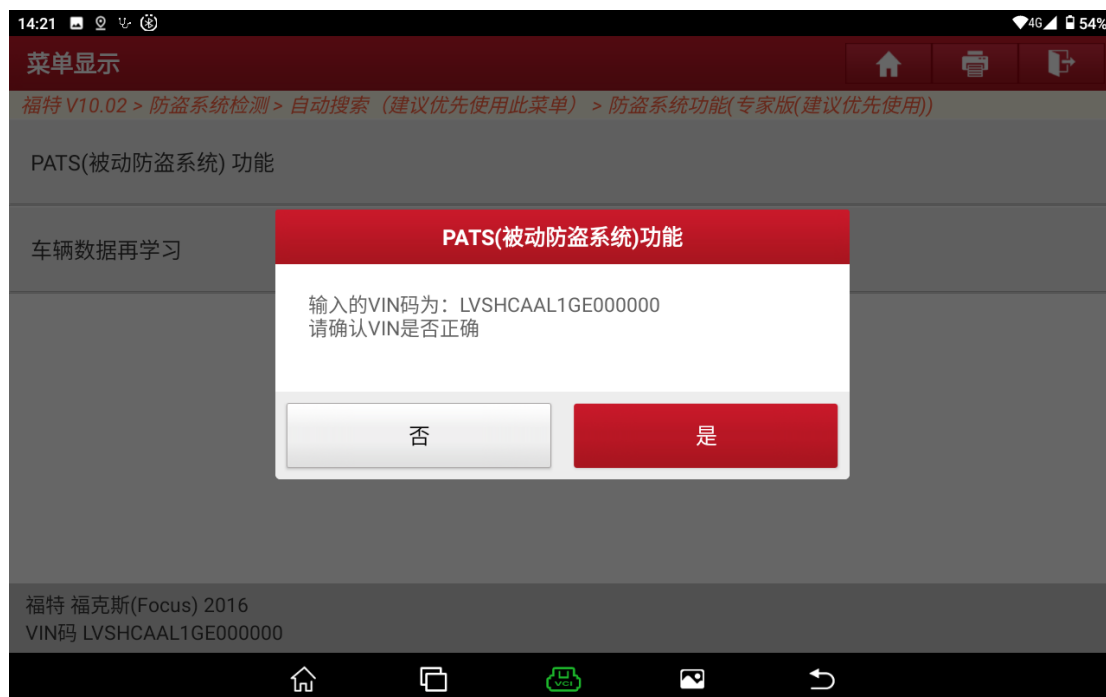 14:21
4G 54%
菜单显示
福特 V10.02 > 防盗系统检测 > 自动搜索（建议优先使用此菜单） > 防盗系统功能(专家版(建议优先使用))
PATS(被动防盗系统) 功能
车辆数据再学习
PATS(被动防盗系统)功能
输入的VIN码为：LVSHCAAL1GE000000
请确认VIN是否正确
否
是
福特 福克斯(Focus) 2016
VIN码 LVSHCAAL1GE000000
VCI